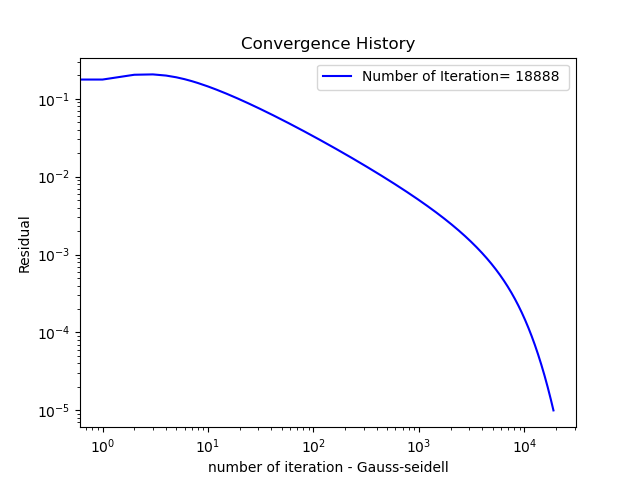 Convergence History
Number of Iteration= 18888
10⁻¹
10⁻²
10⁻³
10⁻⁴
10⁻⁵
Residual
10⁰ 10¹ 10² 10³ 10⁴
number of iteration - Gauss-seidell